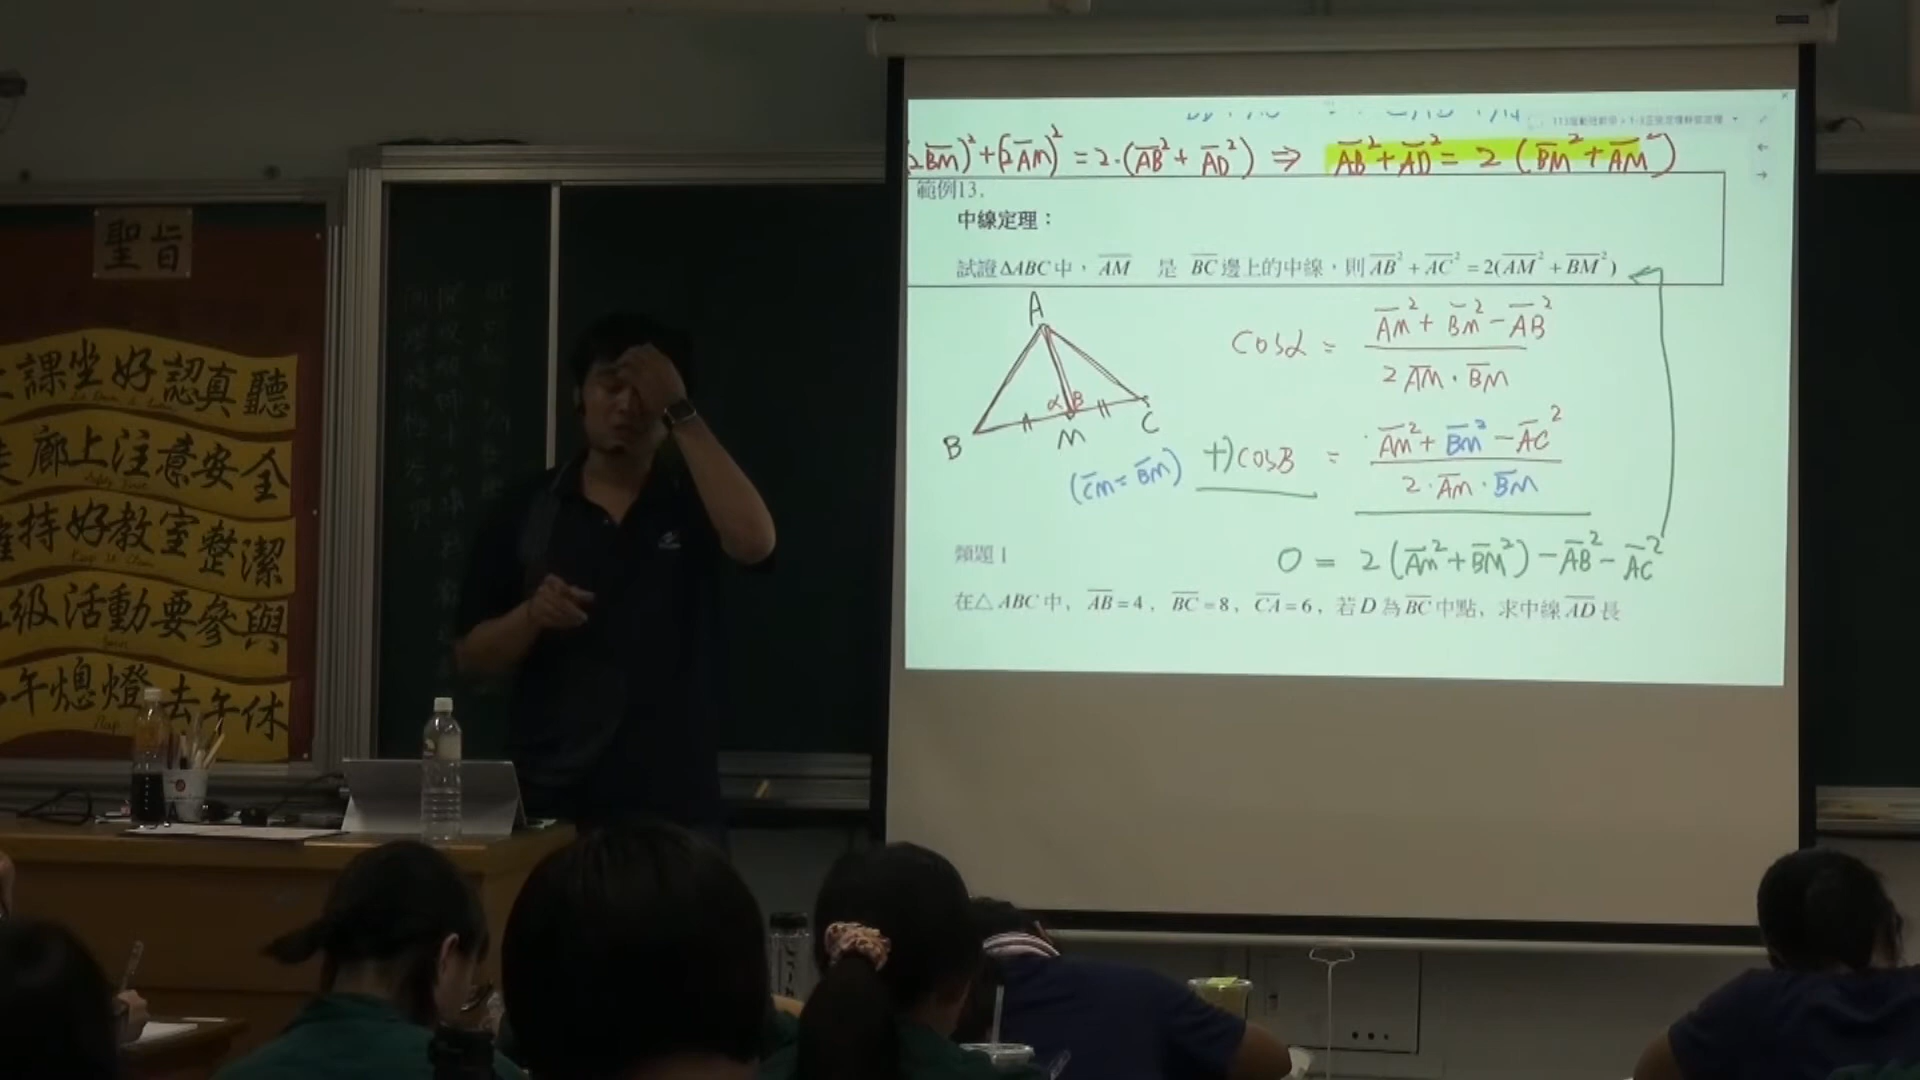 聖旨
上課坐好認真聽
走廊上注意安全
維持好教室整潔
班級活動要參與
中午熄燈去午休
(2BM)²+(2AM)²=2·(AB²+AD²) ⇒ AB²+AD²=2(BM²+AM²)
範例13.
中線定理：
試證ΔABC中，AM 是 BC邊上的中線，則AB²+AC²=2(AM²+BM²)
A
B
M
C
α β
cosα = (AM²+BM²-AB²)/(2AM·BM)
(CM=BM) +)cosβ = (AM²+BM²-AC²)/(2·AM·BM)
0 = 2(AM²+BM²)-AB²-AC²
類題1
在△ABC中，AB=4，BC=8，CA=6，若D為BC中點，求中線AD長